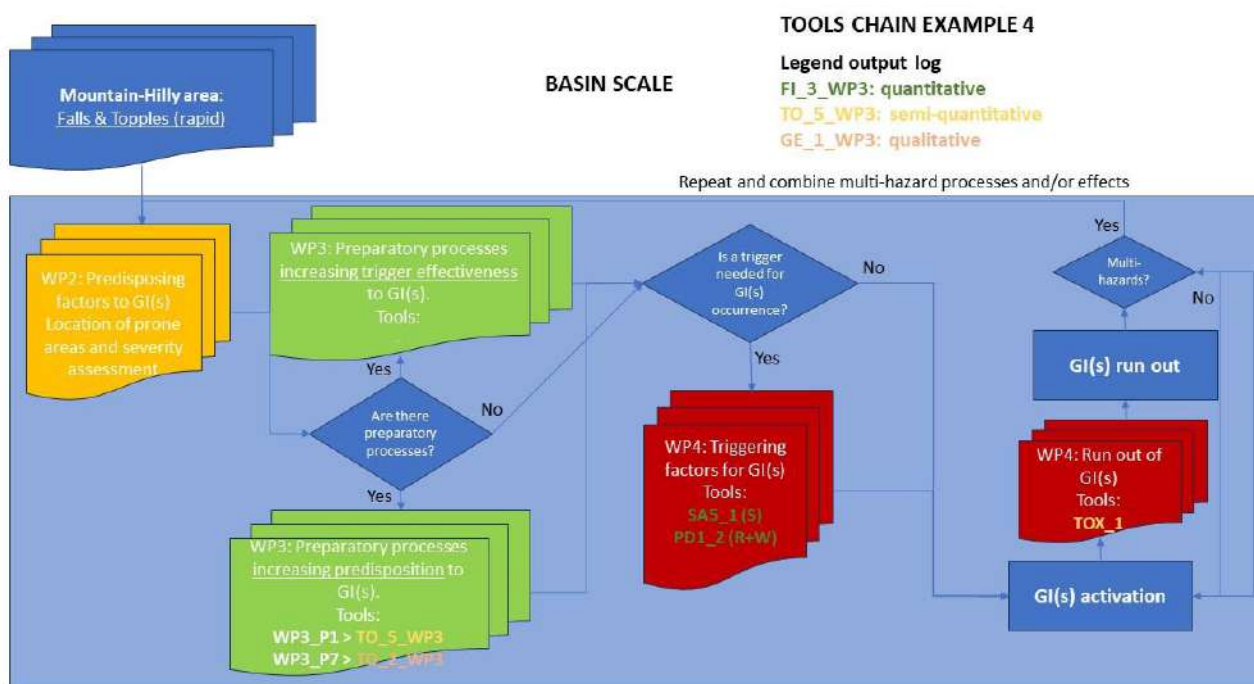 TOOLS CHAIN EXAMPLE 4
BASIN SCALE
Legend output log
FI_3_WP3: quantitative
TO_5_WP3: semi-quantitative
GE_1_WP3: qualitative
Mountain-Hilly area:
Falls & Topples (rapid)
Repeat and combine multi-hazard processes and/or effects
WP2: Predisposing
factors to GI(s)
Location of prone
areas and severity
assessment
WP3: Preparatory processes
increasing trigger effectiveness
to GI(s).
Tools:
Yes
Are there
preparatory
processes?
No
Yes
WP3: Preparatory processes
increasing predisposition to
GI(s).
Tools:
WP3_P1 > TO_5_WP3
WP3_P7 > TO_2_WP3
Is a trigger
needed for
GI(s)
occurrence?
No
Yes
WP4: Triggering
factors for GI(s)
Tools:
SA5_1 (S)
PD1_2 (R+W)
Yes
Multi-
hazards?
No
GI(s) run out
WP4: Run out of
GI(s)
Tools:
TOX_1
GI(s) activation